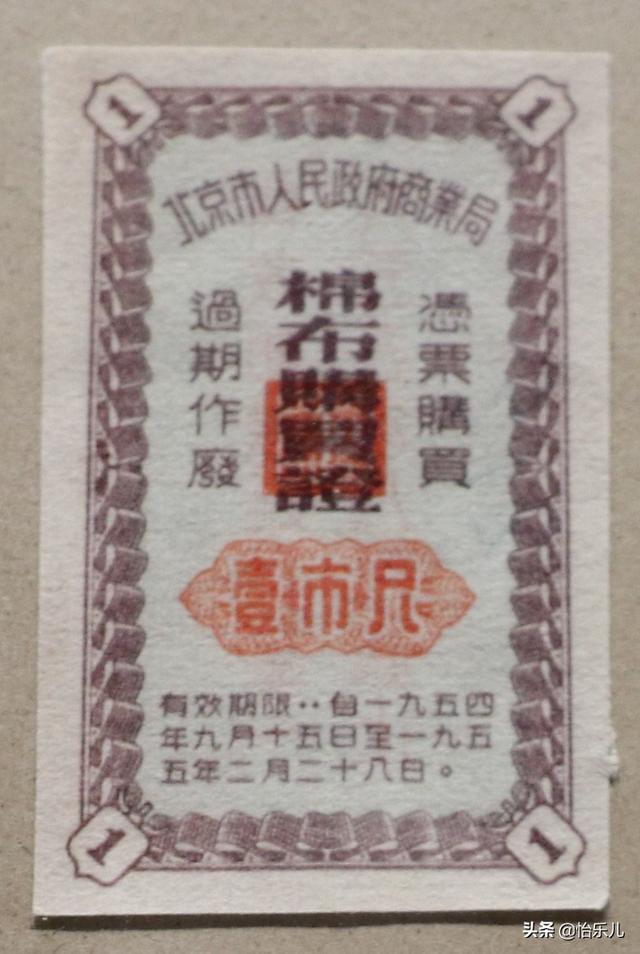 1 1
北京市人民政府商業局
憑票購買
棉布購買證
過期作廢
壹市尺
有效期限：自一九五四
年九月十五日至一九五
五年二月二十八日。
1 1
头条 @怡乐儿